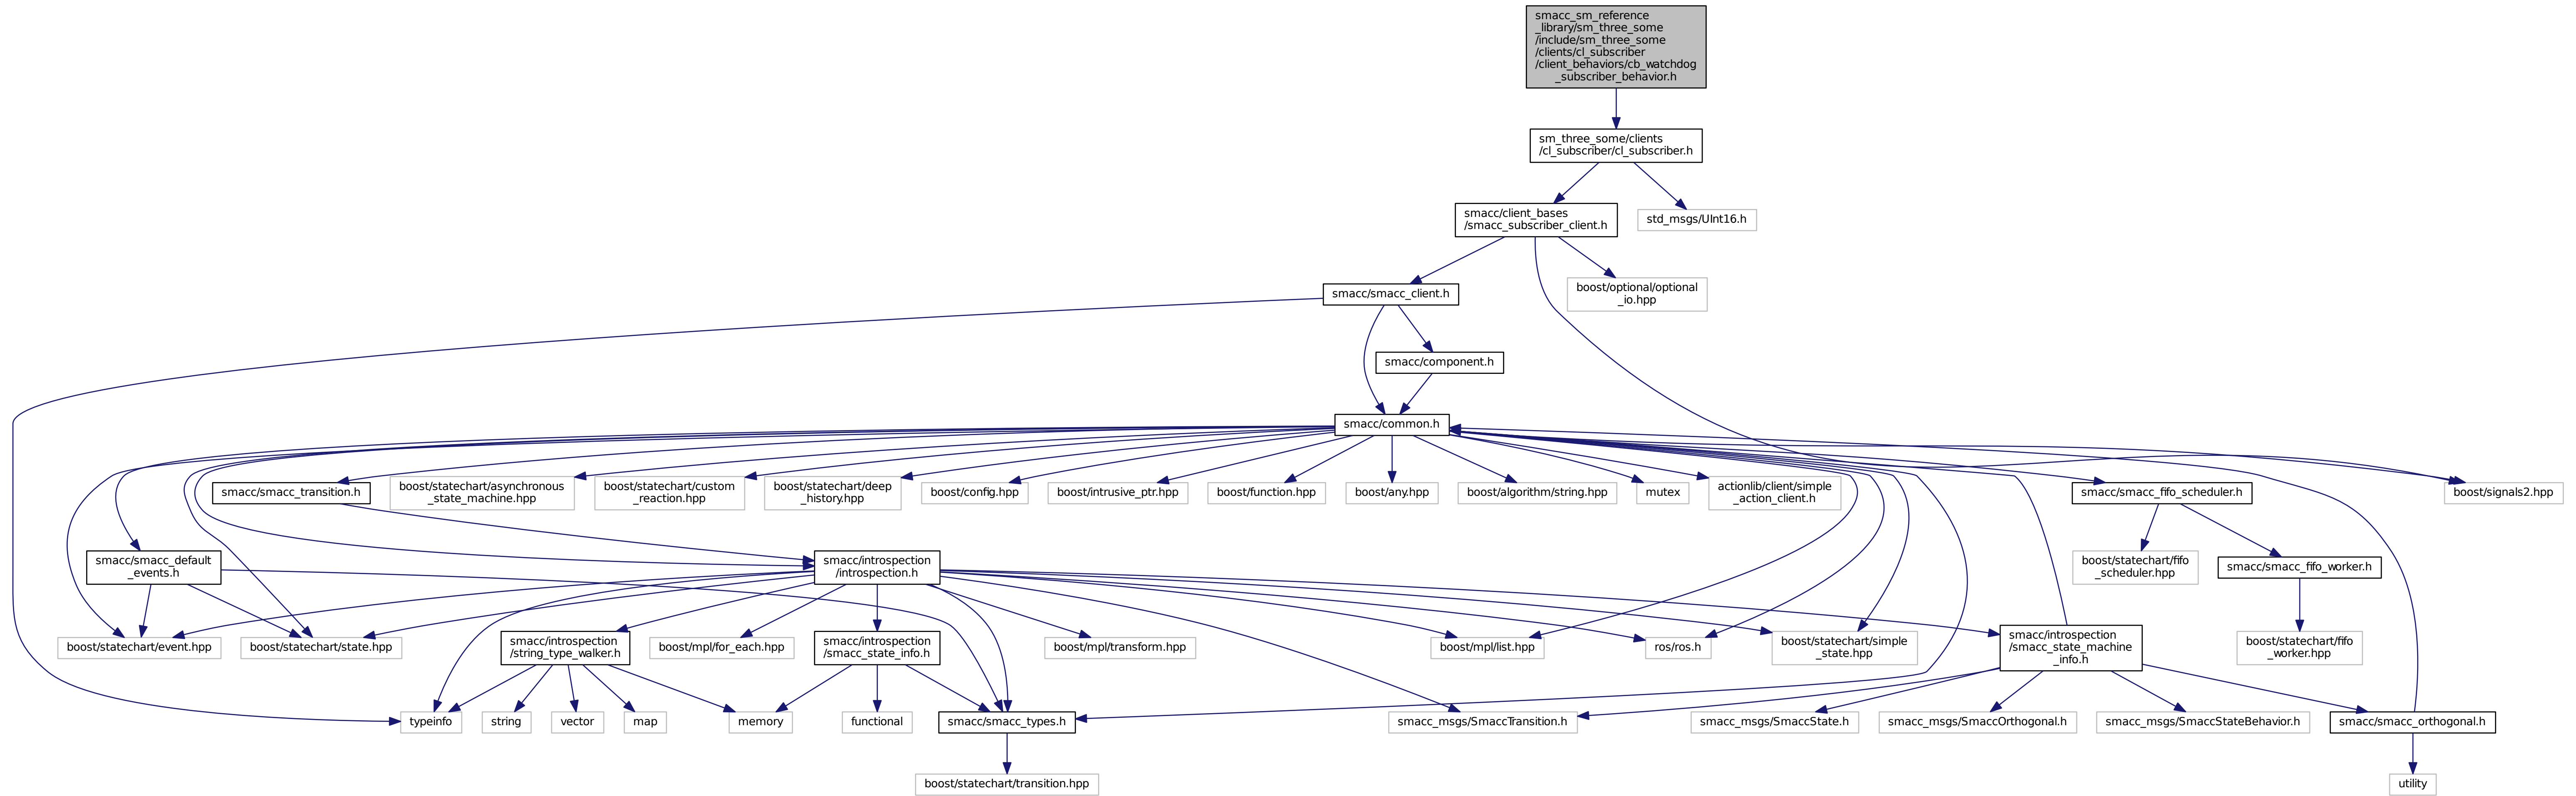 smacc_sm_reference
_library/sm_three_some
/include/sm_three_some
/clients/cl_subscriber
/client_behaviors/cb_watchdog
_subscriber_behavior.h
sm_three_some/clients
/cl_subscriber/cl_subscriber.h
smacc/client_bases
/smacc_subscriber_client.h
std_msgs/UInt16.h
smacc/smacc_client.h
boost/optional/optional
_io.hpp
smacc/component.h
smacc/common.h
smacc/smacc_transition.h
boost/statechart/asynchronous
_state_machine.hpp
boost/statechart/custom
_reaction.hpp
boost/statechart/deep
_history.hpp
boost/config.hpp
boost/intrusive_ptr.hpp
boost/function.hpp
boost/any.hpp
boost/algorithm/string.hpp
mutex
actionlib/client/simple
_action_client.h
smacc/smacc_fifo_scheduler.h
boost/signals2.hpp
smacc/smacc_default
_events.h
smacc/introspection
/introspection.h
boost/statechart/fifo
_scheduler.hpp
smacc/smacc_fifo_worker.h
boost/statechart/event.hpp
boost/statechart/state.hpp
smacc/introspection
/string_type_walker.h
boost/mpl/for_each.hpp
smacc/introspection
/smacc_state_info.h
boost/mpl/transform.hpp
boost/mpl/list.hpp
ros/ros.h
boost/statechart/simple
_state.hpp
smacc/introspection
/smacc_state_machine
_info.h
boost/statechart/fifo
_worker.hpp
typeinfo
string
vector
map
memory
functional
smacc/smacc_types.h
smacc_msgs/SmaccTransition.h
smacc_msgs/SmaccState.h
smacc_msgs/SmaccOrthogonal.h
smacc_msgs/SmaccStateBehavior.h
smacc/smacc_orthogonal.h
boost/statechart/transition.hpp
utility